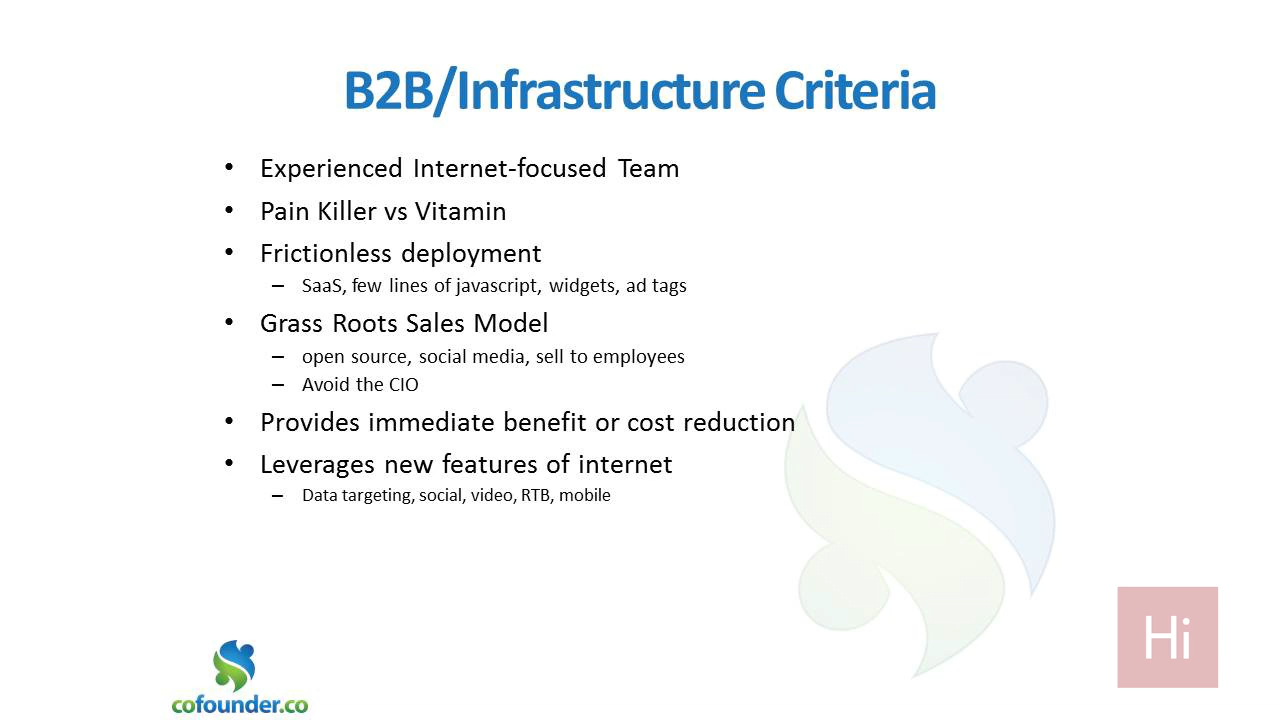 B2B/Infrastructure Criteria
• Experienced Internet-focused Team
• Pain Killer vs Vitamin
• Frictionless deployment
– SaaS, few lines of javascript, widgets, ad tags
• Grass Roots Sales Model
– open source, social media, sell to employees
– Avoid the CIO
• Provides immediate benefit or cost reduction
• Leverages new features of internet
– Data targeting, social, video, RTB, mobile
Hi
cofounder.co